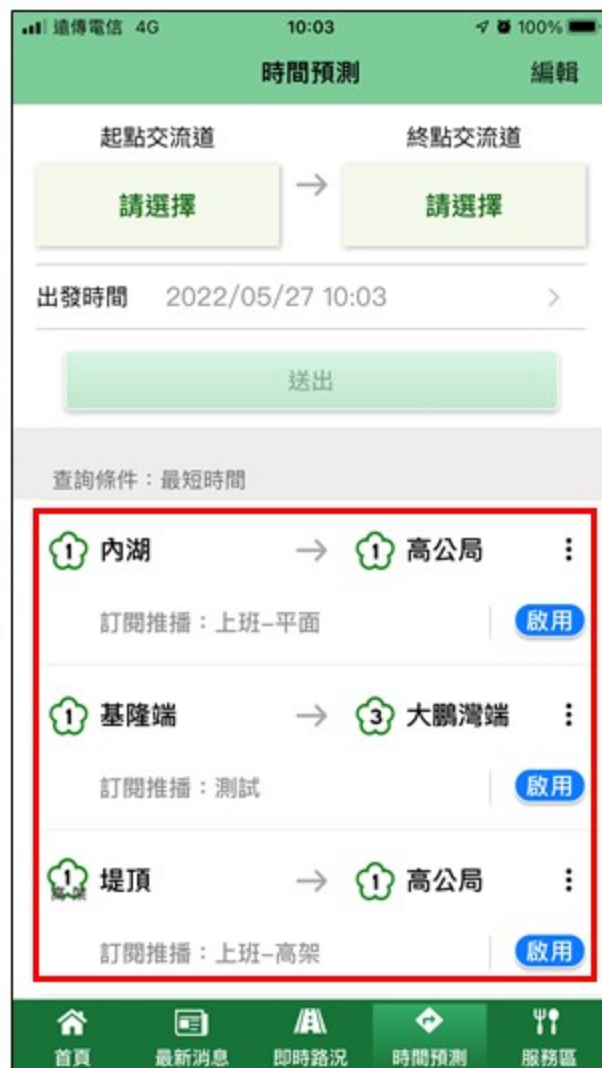 遠傳電信 4G 10:03 100%
時間預測 編輯
起點交流道 終點交流道
請選擇 → 請選擇
出發時間 2022/05/27 10:03 >
送出
查詢條件：最短時間
1 內湖 → 1 高公局
訂閱推播：上班-平面 啟用
1 基隆端 → 3 大鵬灣端
訂閱推播：測試 啟用
1 高架 堤頂 → 1 高公局
訂閱推播：上班-高架 啟用
首頁 最新消息 即時路況 時間預測 服務區